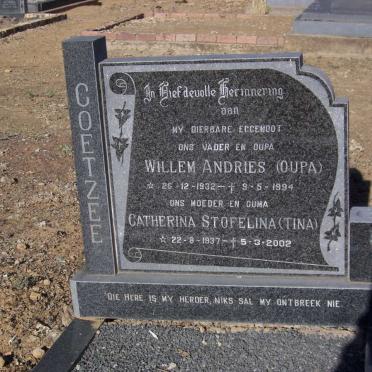 COETZEE
In Liefdevolle Herinnering
aan
MY DIERBARE EGGENOOT
ONS VADER EN OUPA
WILLEM ANDRIES (OUPA)
☆ 26-12-1932 – † 9-5-1994
ONS MOEDER EN OUMA
CATHERINA STOFELINA (TINA)
☆ 22-8-1937 – † 5-3-2002
DIE HERE IS MY HERDER, NIKS SAL MY ONTBREEK NIE.